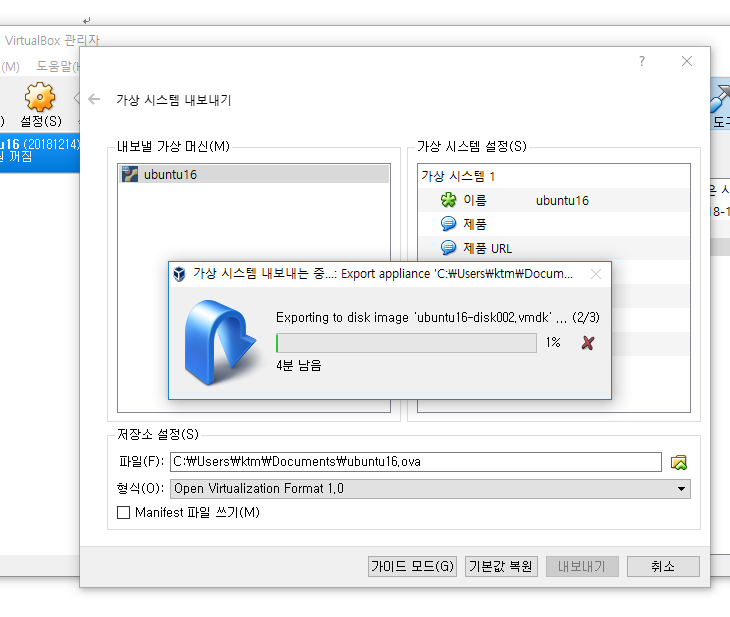 VirtualBox 관리자
(M) 도움말(H
? ×
설정(S)
가상 시스템 내보내기
u16 (20181214)
꺼짐
내보낼 가상 머신(M)
ubuntu16
가상 시스템 설정(S)
가상 시스템 1
이름 ubuntu16
제품
제품 URL
가상 시스템 내보내는 중...: Export appliance 'C:₩Users₩ktm₩Docum...
Exporting to disk image 'ubuntu16-disk002.vmdk' ... (2/3)
1%
4분 남음
저장소 설정(S)
파일(F): C:₩Users₩ktm₩Documents₩ubuntu16.ova
형식(O): Open Virtualization Format 1.0
Manifest 파일 쓰기(M)
가이드 모드(G) 기본값 복원 내보내기 취소